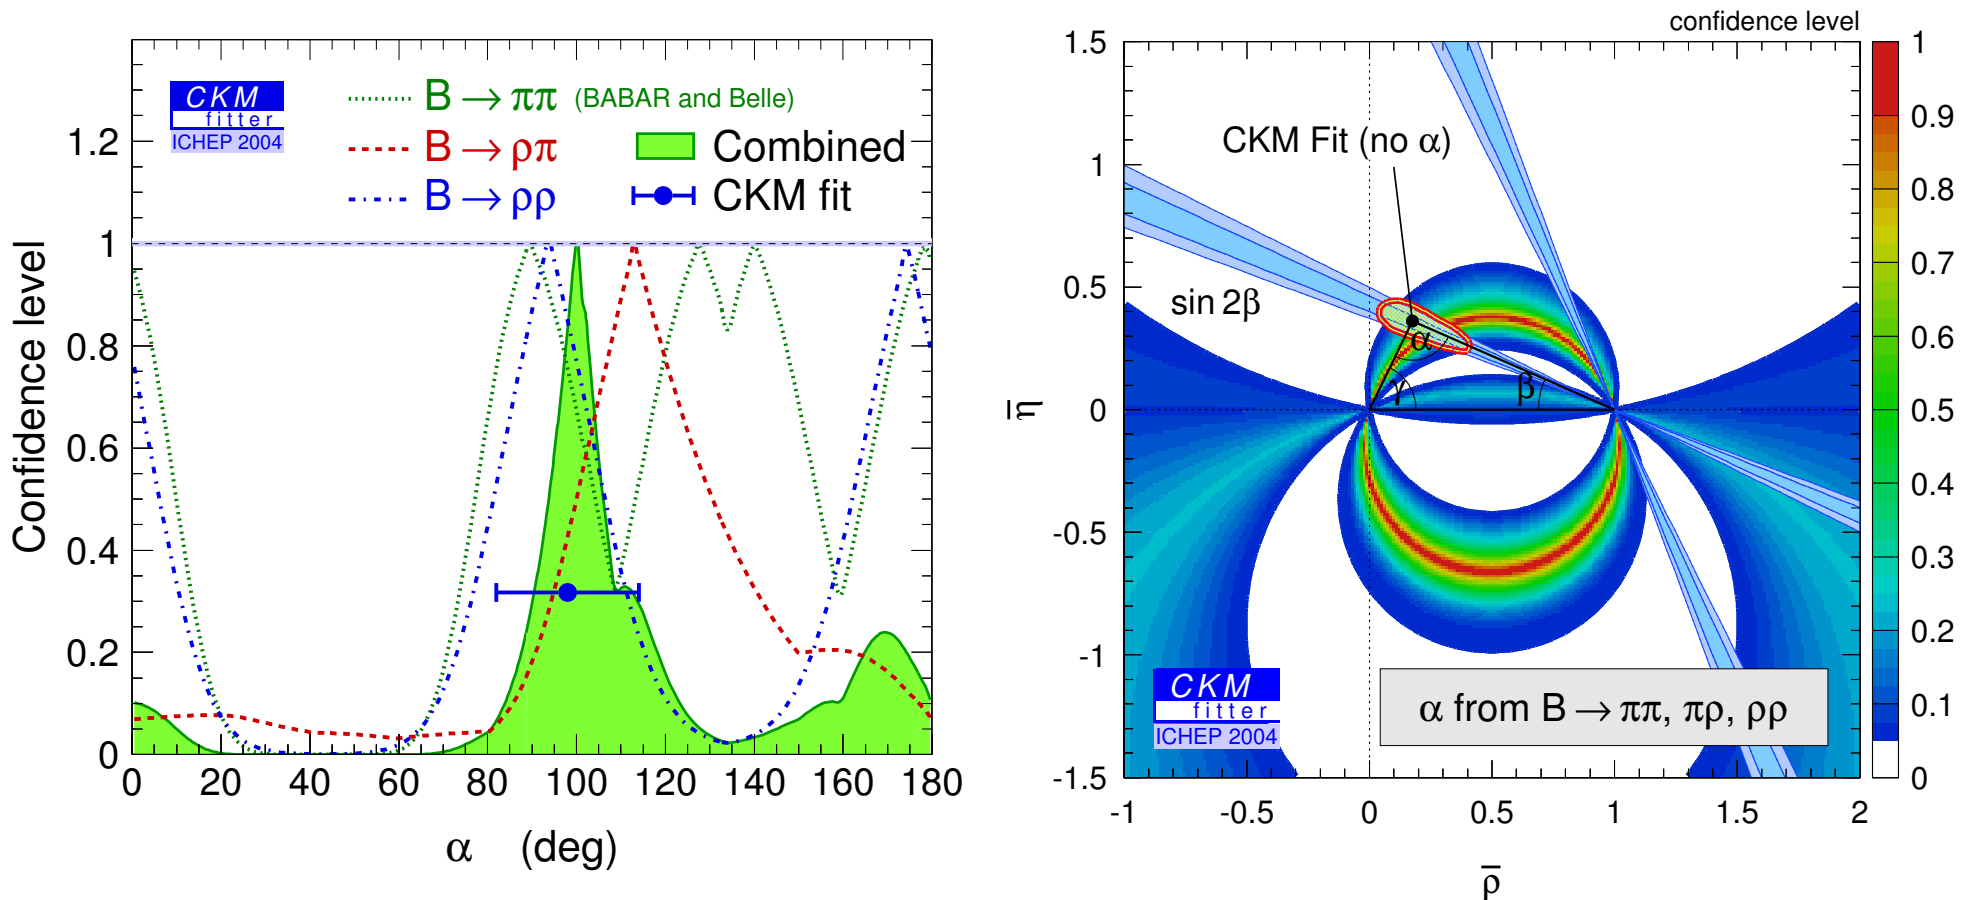 CKM
fitter
ICHEP 2004
B → ππ (BABAR and Belle)
B → ρπ
B → ρρ
Combined
CKM fit
Confidence level
1.2
1
0.8
0.6
0.4
0.2
0
0 20 40 60 80 100 120 140 160 180
α (deg)
confidence level
CKM Fit (no α)
sin 2β
α
γ
β
η̅
1.5
1
0.5
0
-0.5
-1
-1.5
-1 -0.5 0 0.5 1 1.5 2
ρ̅
CKM
fitter
ICHEP 2004
α from B → ππ, πρ, ρρ
1
0.9
0.8
0.7
0.6
0.5
0.4
0.3
0.2
0.1
0